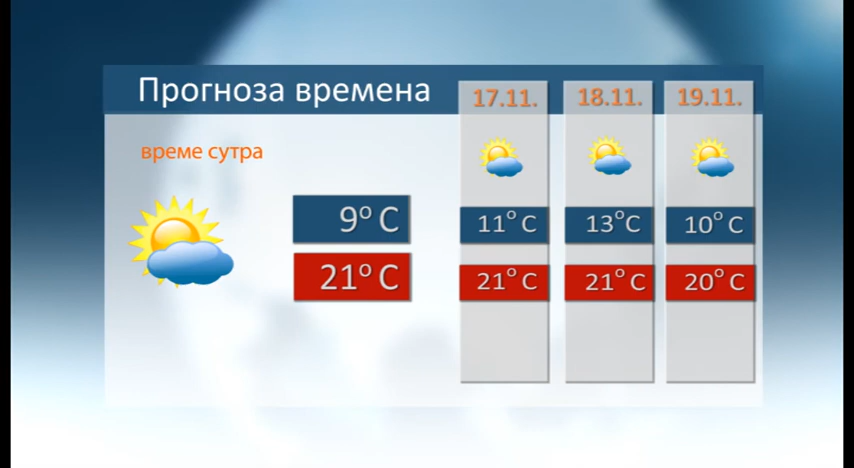 Прогноза времена
време сутра
9° C
21° C
17.11.
11° C
21° C
18.11.
13°C
21° C
19.11.
10° C
20° C